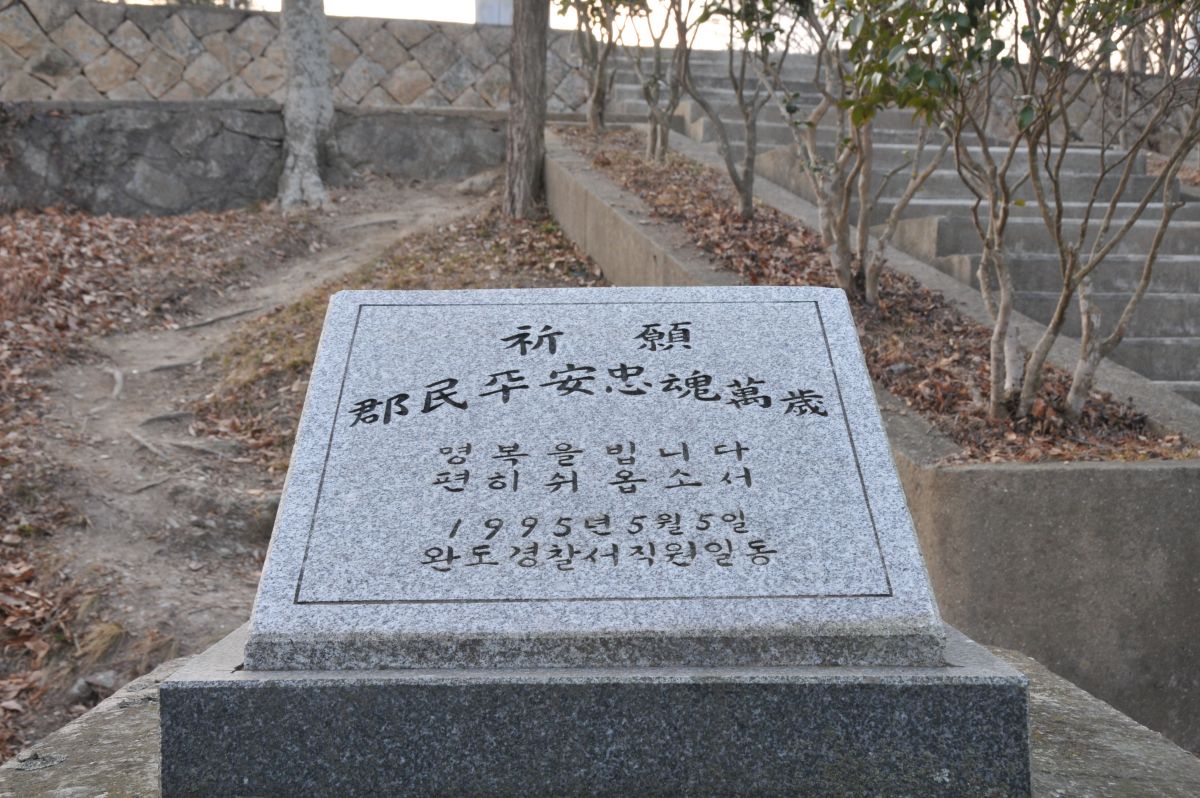 祈 願
郡民平安忠魂萬歲
명복을빕니다
편히쉬옵소서
1995년5월5일
완도경찰서직원일동